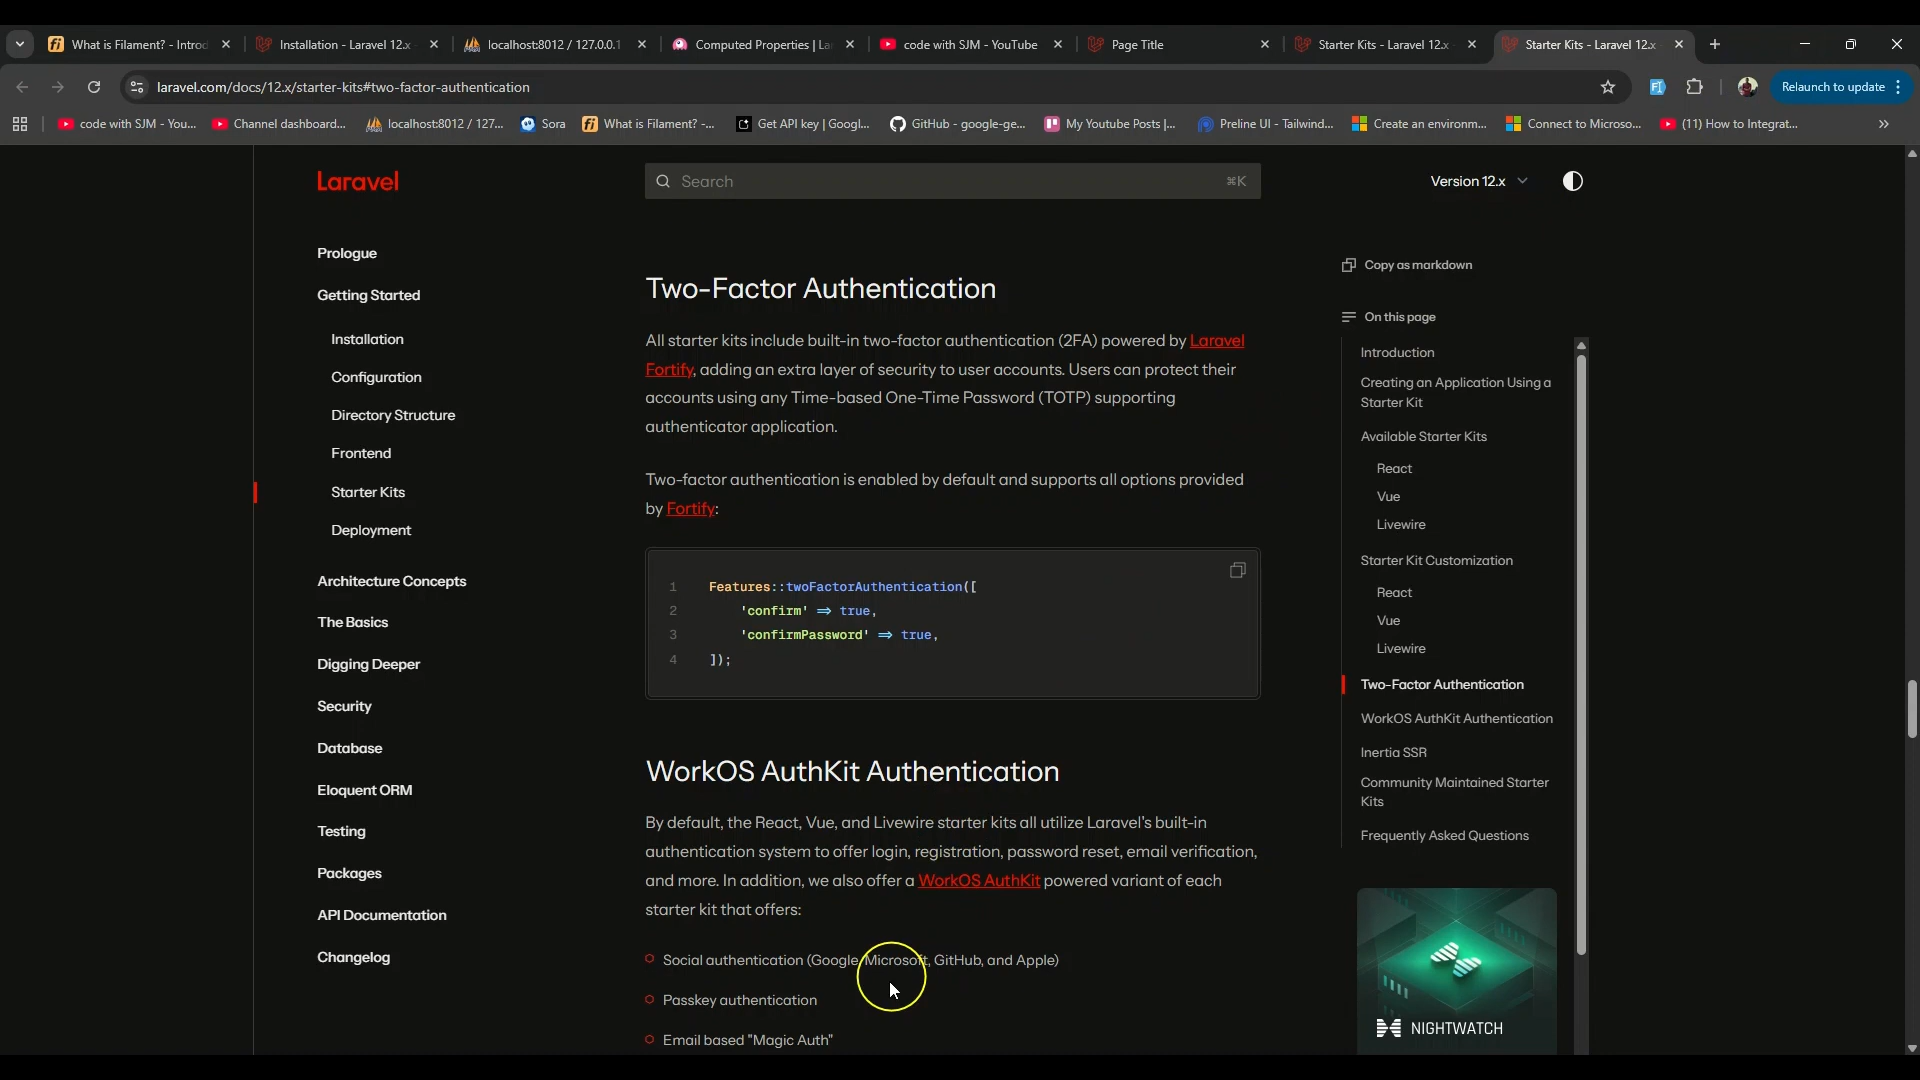 What is Filament? - Introd
Installation - Laravel 12.x
localhost:8012 / 127.0.0.1
Computed Properties | La
code with SJM - YouTube
Page Title
Starter Kits - Laravel 12.x
Starter Kits - Laravel 12.x
laravel.com/docs/12.x/starter-kits#two-factor-authentication
Relaunch to update
code with SJM - You...
Channel dashboard...
localhost:8012 / 127...
Sora
What is Filament? -...
Get API key | Googl...
GitHub - google-ge...
My Youtube Posts |...
Preline UI - Tailwind...
Create an environm...
Connect to Microso...
(11) How to Integrat...
Laravel
Search
⌘K
Version 12.x
Prologue
Getting Started
Installation
Configuration
Directory Structure
Frontend
Starter Kits
Deployment
Architecture Concepts
The Basics
Digging Deeper
Security
Database
Eloquent ORM
Testing
Packages
API Documentation
Changelog
Two-Factor Authentication
All starter kits include built-in two-factor authentication (2FA) powered by Laravel
Fortify, adding an extra layer of security to user accounts. Users can protect their
accounts using any Time-based One-Time Password (TOTP) supporting
authenticator application.
Two-factor authentication is enabled by default and supports all options provided
by Fortify:
1 Features::twoFactorAuthentication([
2 'confirm' => true,
3 'confirmPassword' => true,
4 ]);
WorkOS AuthKit Authentication
By default, the React, Vue, and Livewire starter kits all utilize Laravel's built-in
authentication system to offer login, registration, password reset, email verification,
and more. In addition, we also offer a WorkOS AuthKit powered variant of each
starter kit that offers:
Social authentication (Google, Microsoft, GitHub, and Apple)
Passkey authentication
Email based "Magic Auth"
Copy as markdown
On this page
Introduction
Creating an Application Using a
Starter Kit
Available Starter Kits
React
Vue
Livewire
Starter Kit Customization
React
Vue
Livewire
Two-Factor Authentication
WorkOS AuthKit Authentication
Inertia SSR
Community Maintained Starter
Kits
Frequently Asked Questions
NIGHTWATCH